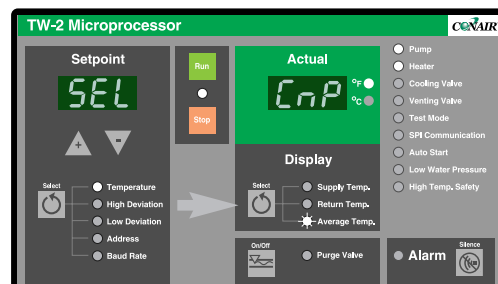 TW-2 Microprocessor
CONAIR
Setpoint
SEL
Select
Temperature
High Deviation
Low Deviation
Address
Baud Rate
Run
Stop
Actual
CnP
°F
°C
Display
Select
Supply Temp.
Return Temp.
Average Temp.
On/Off
Purge Valve
Pump
Heater
Cooling Valve
Venting Valve
Test Mode
SPI Communication
Auto Start
Low Water Pressure
High Temp. Safety
Alarm
Silence